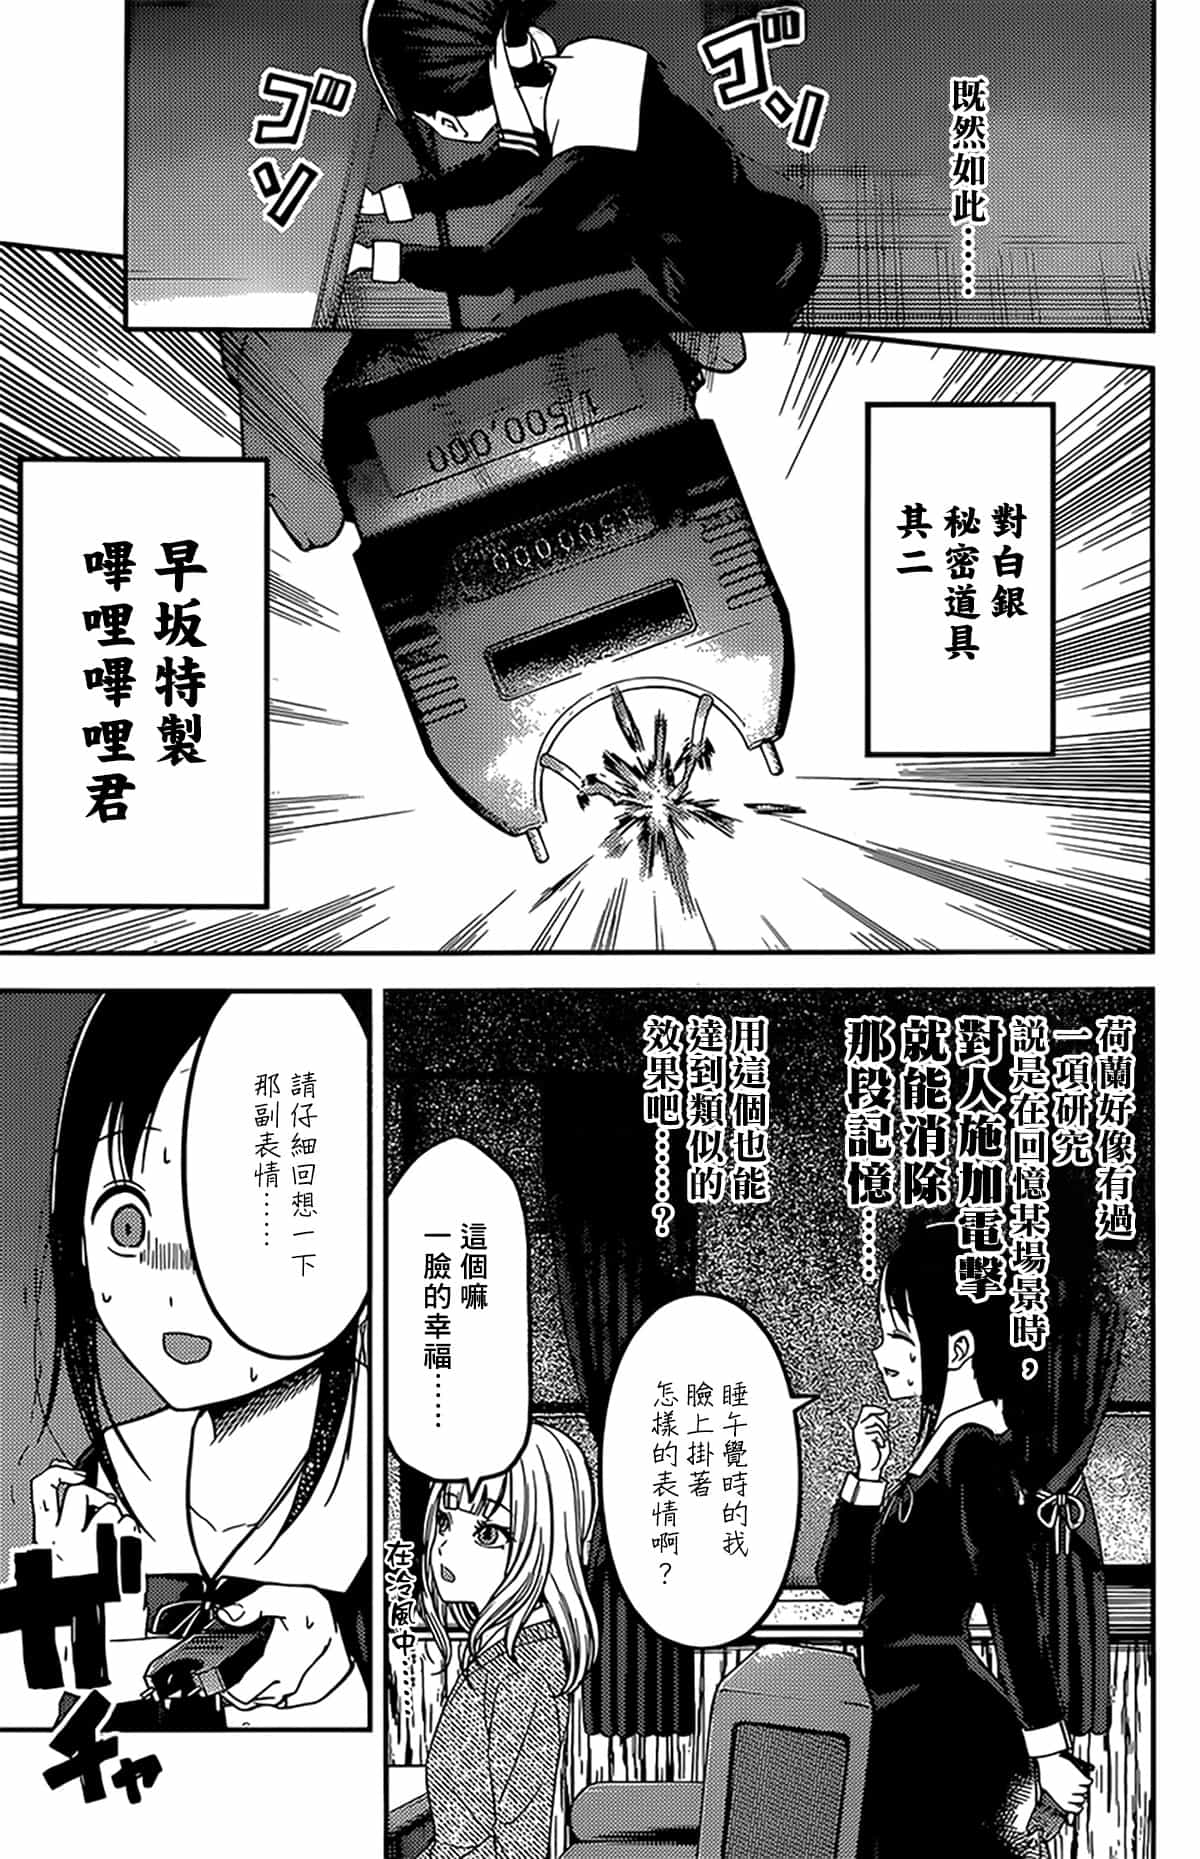 既然如此……
ゴン
ゴン
1,500,000
1500000
對白銀
秘密道具
其二
早坂特製
嗶哩嗶哩君
荷蘭好像有過
一項研究
說是在回憶某場景時，
對人施加電擊
就能消除
那段記憶……
用這個也能
達到類似的
效果吧……？
睡午覺時的我
臉上掛著
怎樣的表情啊？
這個嘛
一臉的幸福……
在冷風中……
請仔細回想一下
那副表情……
ガチャ